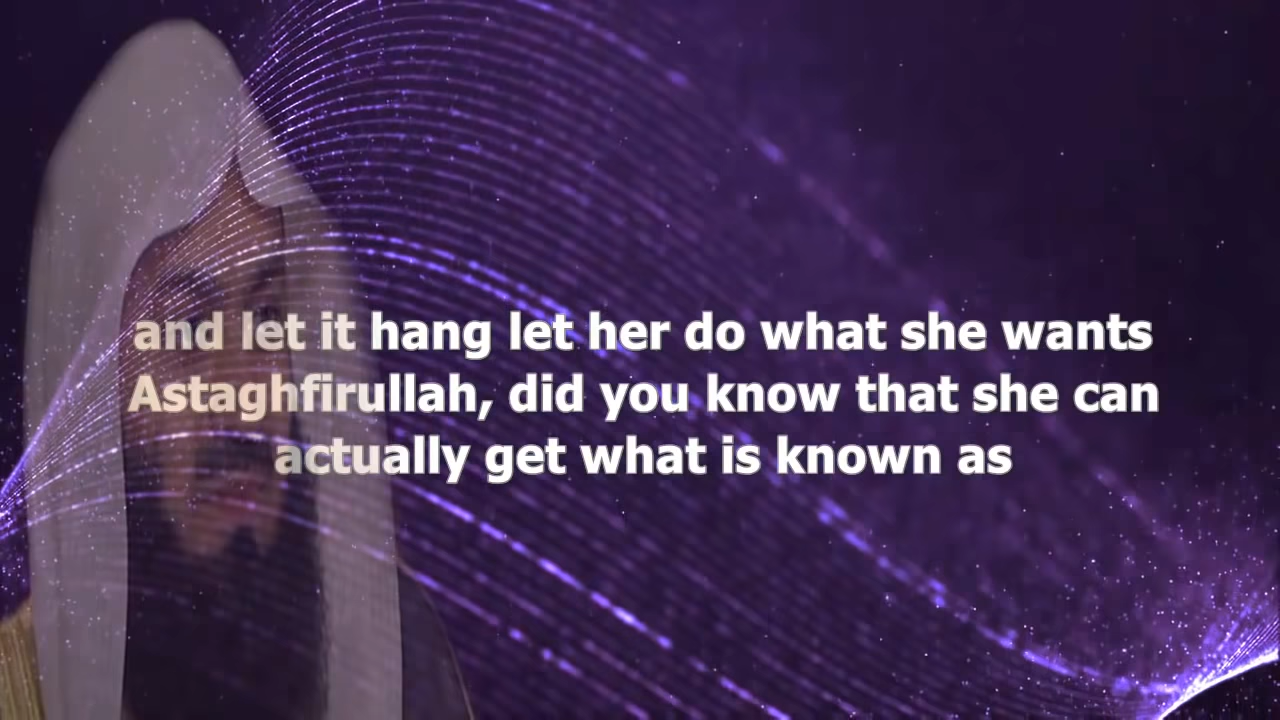 and let it hang let her do what she wants
Astaghfirullah, did you know that she can
actually get what is known as